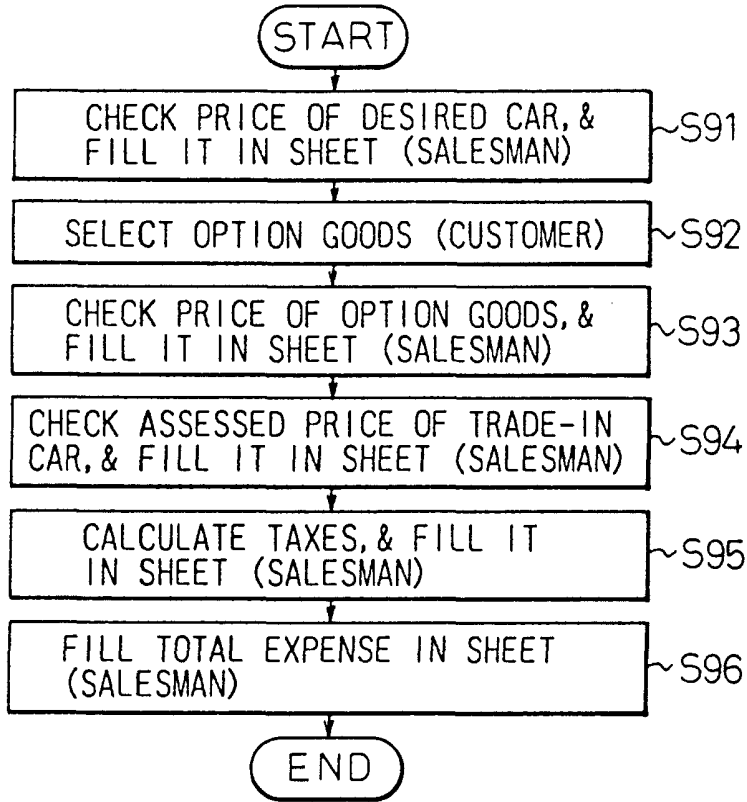 START
CHECK PRICE OF DESIRED CAR, &
FILL IT IN SHEET (SALESMAN)
S91
SELECT OPTION GOODS (CUSTOMER)
S92
CHECK PRICE OF OPTION GOODS, &
FILL IT IN SHEET (SALESMAN)
S93
CHECK ASSESSED PRICE OF TRADE-IN
CAR, & FILL IT IN SHEET (SALESMAN)
S94
CALCULATE TAXES, & FILL IT
IN SHEET (SALESMAN)
S95
FILL TOTAL EXPENSE IN SHEET
(SALESMAN)
S96
END